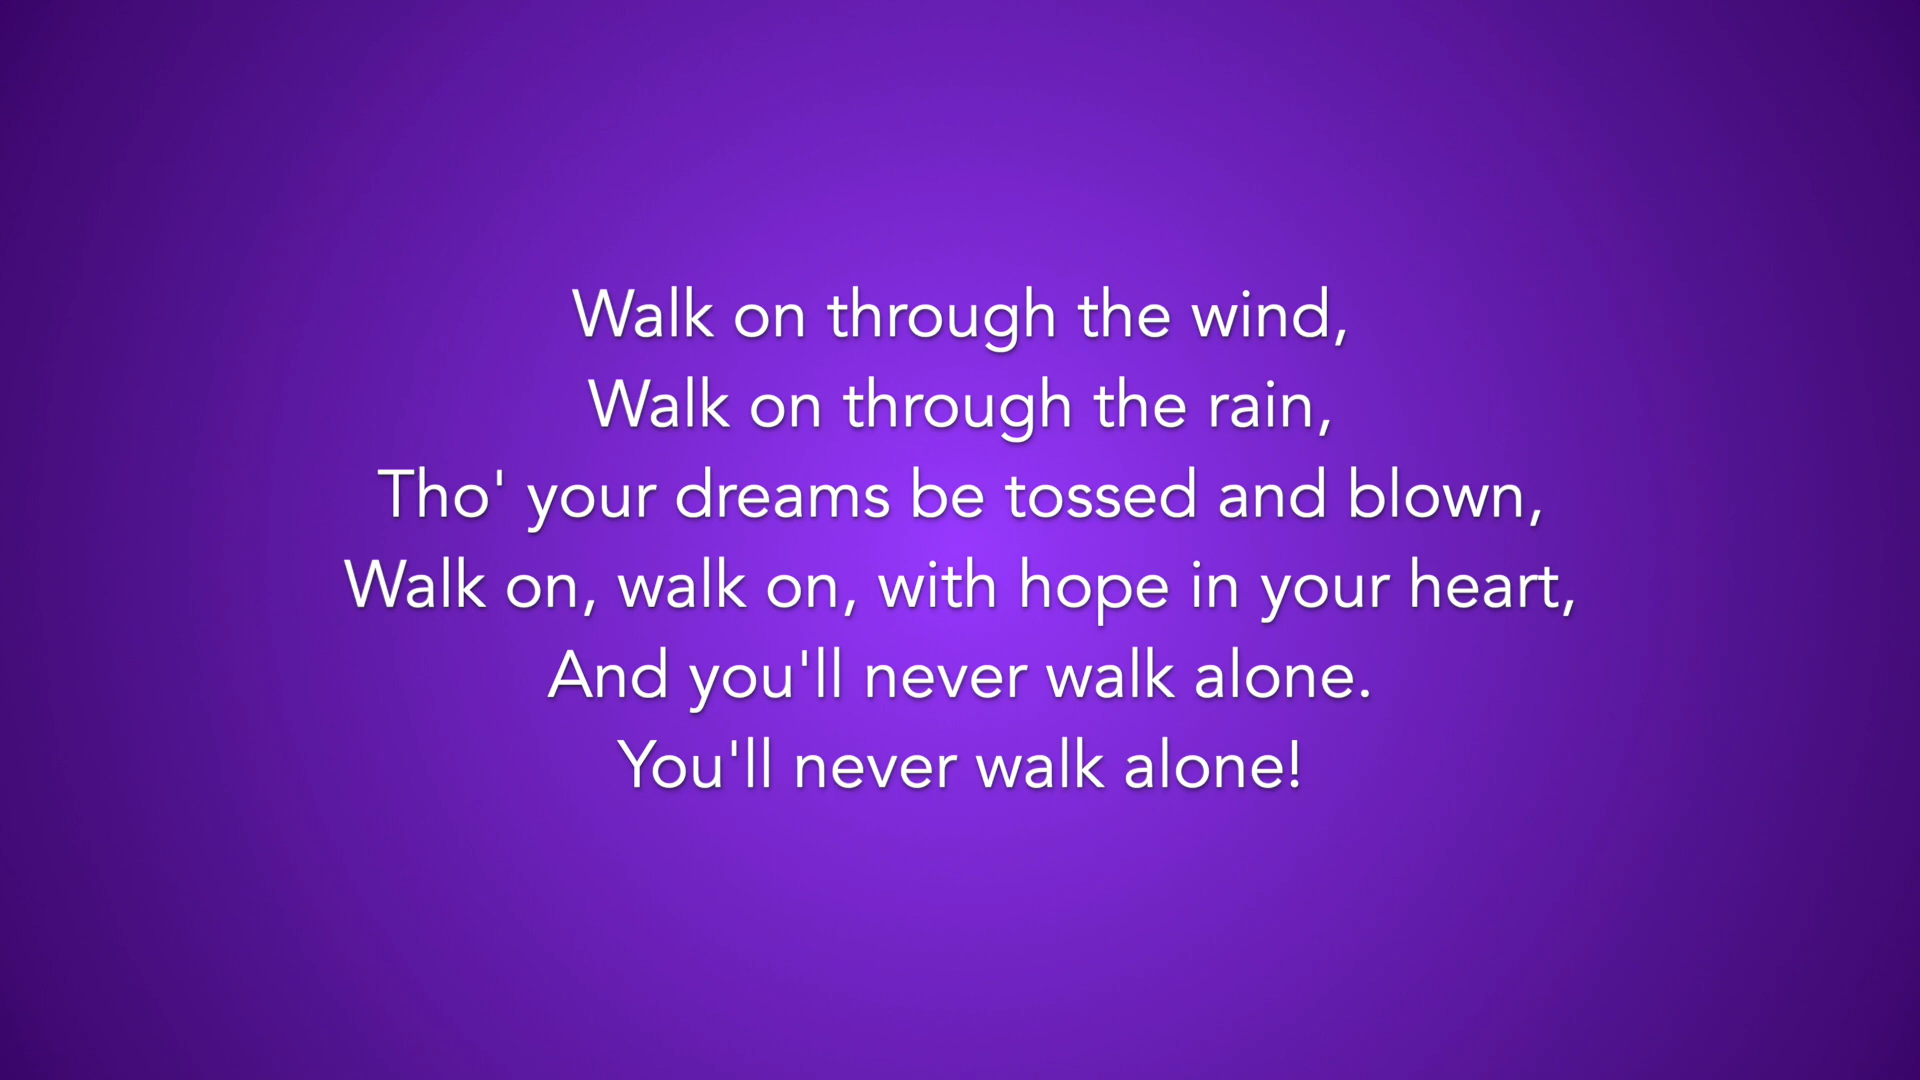 Walk on through the wind,
Walk on through the rain,
Tho' your dreams be tossed and blown,
Walk on, walk on, with hope in your heart,
And you'll never walk alone.
You'll never walk alone!